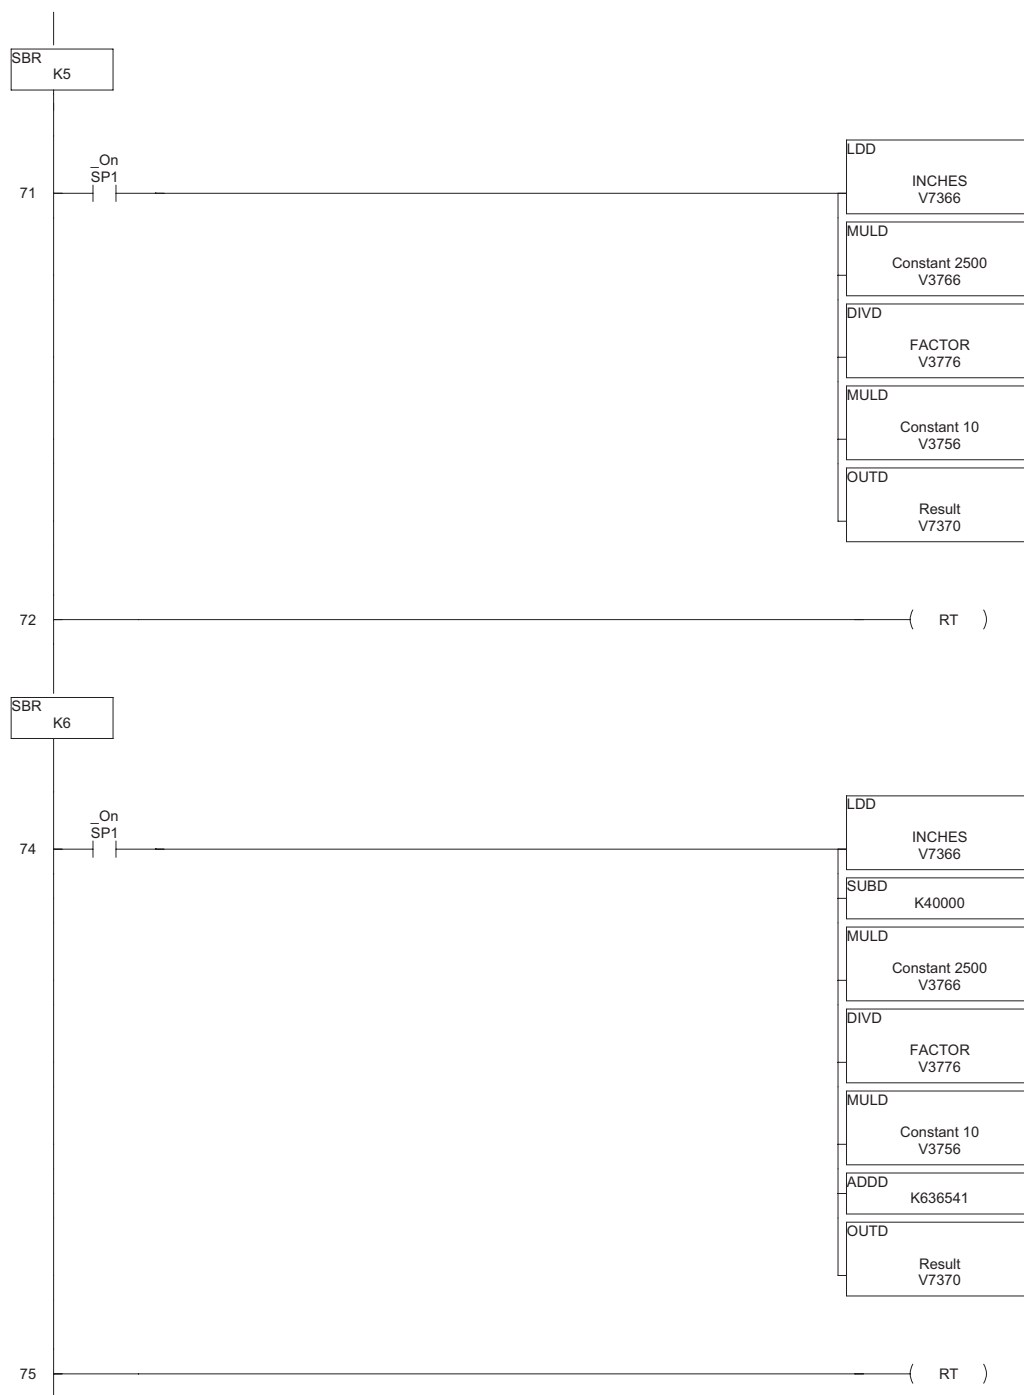 SBR
K5
_On
SP1
71
LDD
INCHES
V7366
MULD
Constant 2500
V3766
DIVD
FACTOR
V3776
MULD
Constant 10
V3756
OUTD
Result
V7370
72
RT
SBR
K6
_On
SP1
74
LDD
INCHES
V7366
SUBD
K40000
MULD
Constant 2500
V3766
DIVD
FACTOR
V3776
MULD
Constant 10
V3756
ADDD
K636541
OUTD
Result
V7370
75
RT